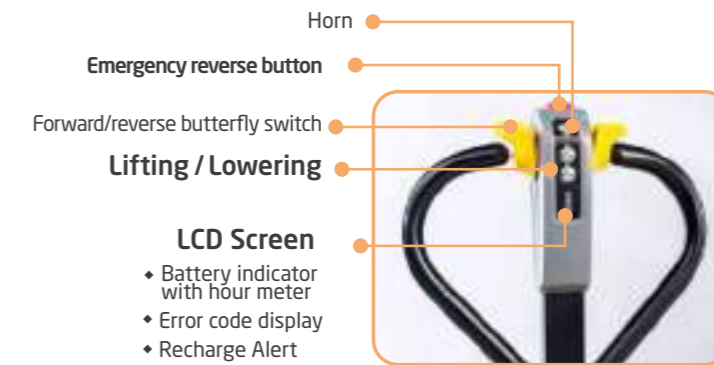 Horn
Emergency reverse button
Forward/reverse butterfly switch
Lifting / Lowering
LCD Screen
◆ Battery indicator
with hour meter
◆ Error code display
◆ Recharge Alert